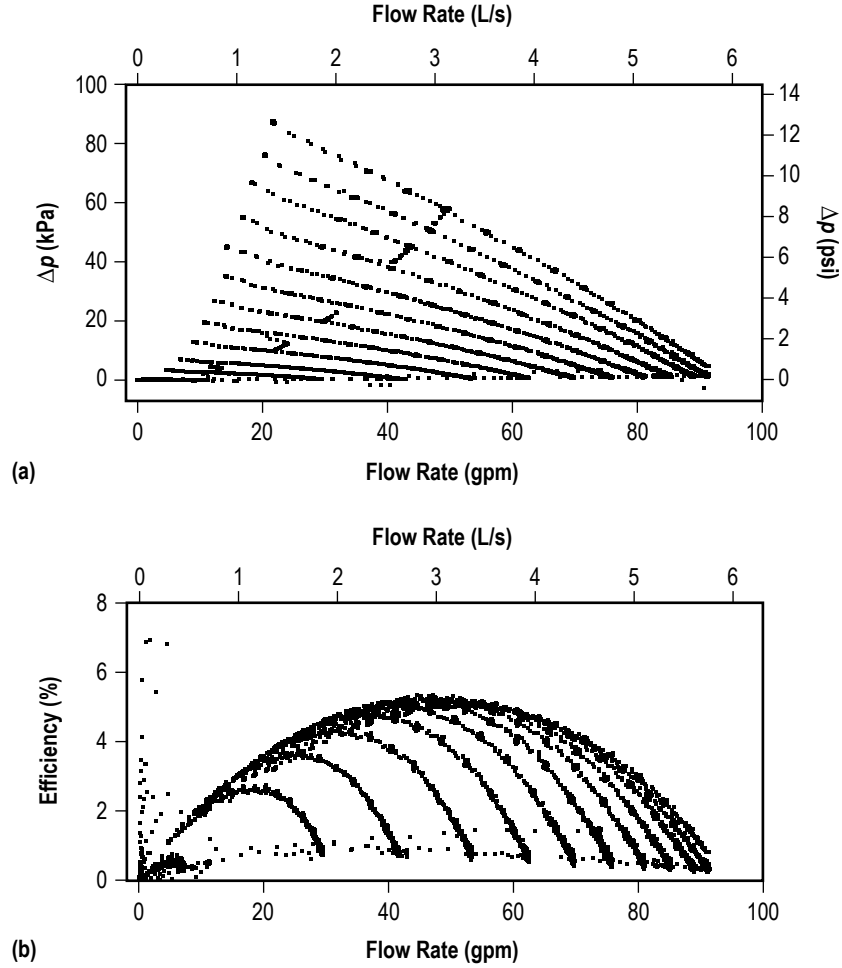 Flow Rate (L/s)
0 1 2 3 4 5 6
100
80
60
40
20
0
Δp (kPa)
14
12
10
8
6
4
2
0
Δp (psi)
0 20 40 60 80 100
(a)
Flow Rate (gpm)
Flow Rate (L/s)
0 1 2 3 4 5 6
8
6
4
2
0
Efficiency (%)
0 20 40 60 80 100
(b)
Flow Rate (gpm)